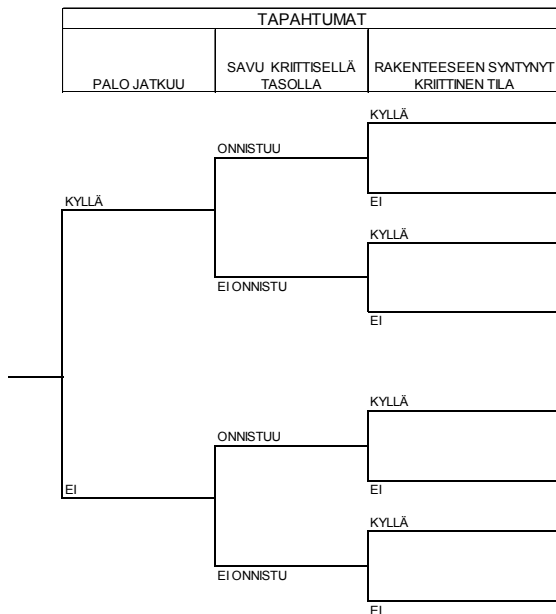 TAPAHTUMAT
PALO JATKUU
SAVU KRIITTISELLÄ
TASOLLA
RAKENTEESEEN SYNTYNYT
KRIITTINEN TILA
KYLLÄ
ONNISTUU
KYLLÄ
EI
KYLLÄ
EI ONNISTU
EI
KYLLÄ
ONNISTUU
EI
EI
KYLLÄ
EI ONNISTU
EI